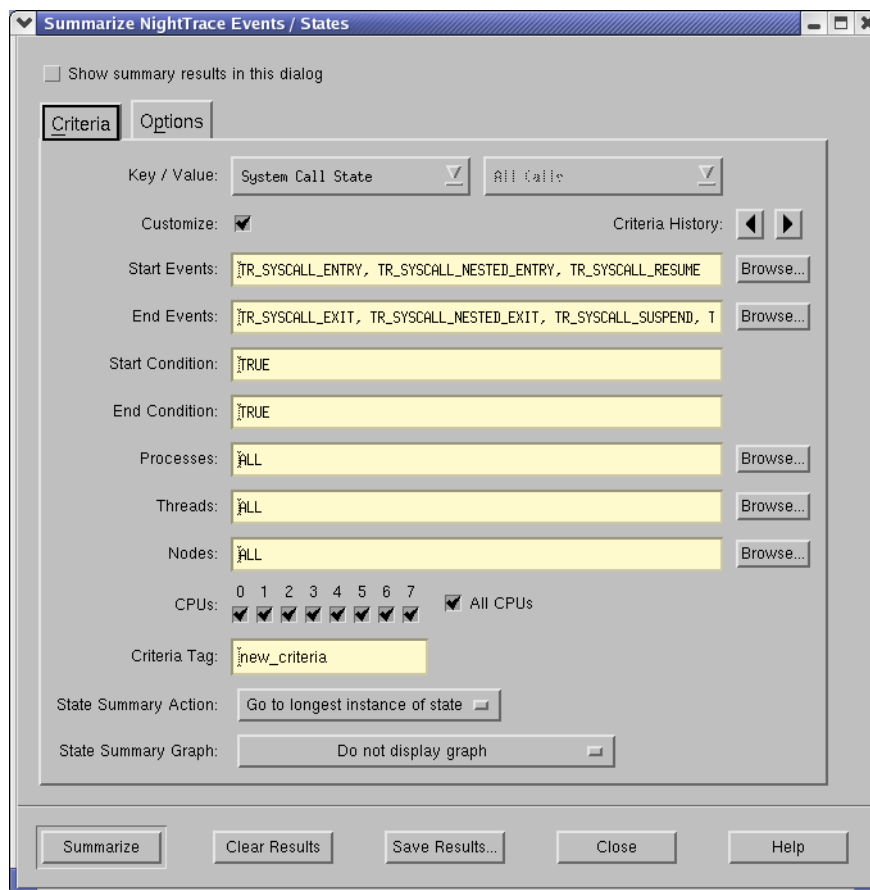 Summarize NightTrace Events / States
Show summary results in this dialog
Criteria Options
Key / Value: System Call State All Calls
Customize: Criteria History:
Start Events: TR_SYSCALL_ENTRY, TR_SYSCALL_NESTED_ENTRY, TR_SYSCALL_RESUME Browse...
End Events: TR_SYSCALL_EXIT, TR_SYSCALL_NESTED_EXIT, TR_SYSCALL_SUSPEND, T Browse...
Start Condition: TRUE
End Condition: TRUE
Processes: ALL Browse...
Threads: ALL Browse...
Nodes: ALL Browse...
0 1 2 3 4 5 6 7
CPUs: All CPUs
Criteria Tag: new_criteria
State Summary Action: Go to longest instance of state
State Summary Graph: Do not display graph
Summarize Clear Results Save Results... Close Help